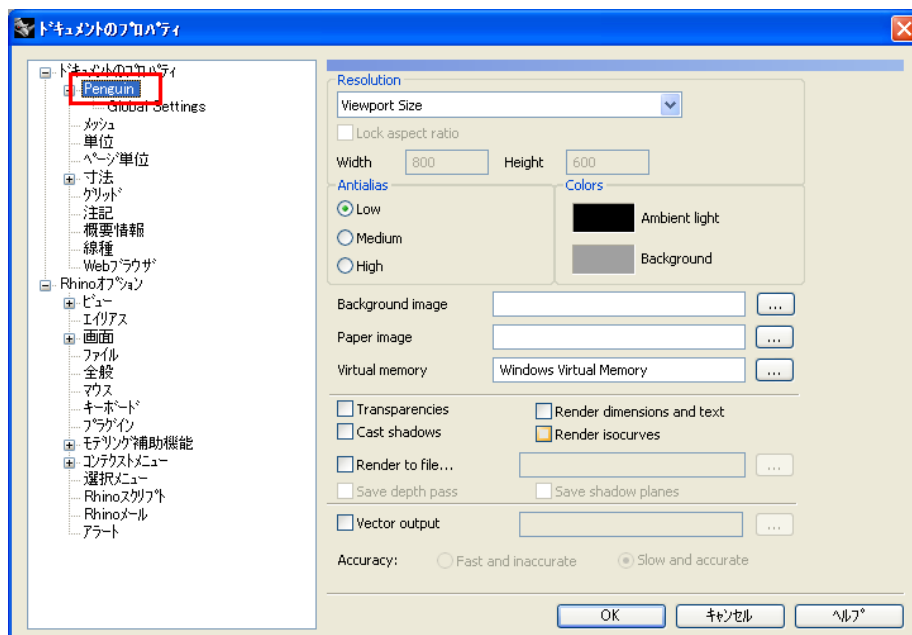 ドキュメントのプロパティ
ドキュメントのプロパティ
Penguin
Global Settings
メッシュ
単位
ページ単位
寸法
グリッド
注記
概要情報
線種
Webブラウザ
Rhinoオプション
ビュー
エイリアス
画面
ファイル
全般
マウス
キーボード
プラグイン
モデリング補助機能
コンテクストメニュー
選択メニュー
Rhinoスクリプト
Rhinoメール
アラート
Resolution
Viewport Size
Lock aspect ratio
Width 800 Height 600
Antialias
Low
Medium
High
Colors
Ambient light
Background
Background image ...
Paper image ...
Virtual memory Windows Virtual Memory ...
Transparencies Render dimensions and text
Cast shadows Render isocurves
Render to file... ...
Save depth pass Save shadow planes
Vector output ...
Accuracy: Fast and inaccurate Slow and accurate
OK キャンセル ヘルプ